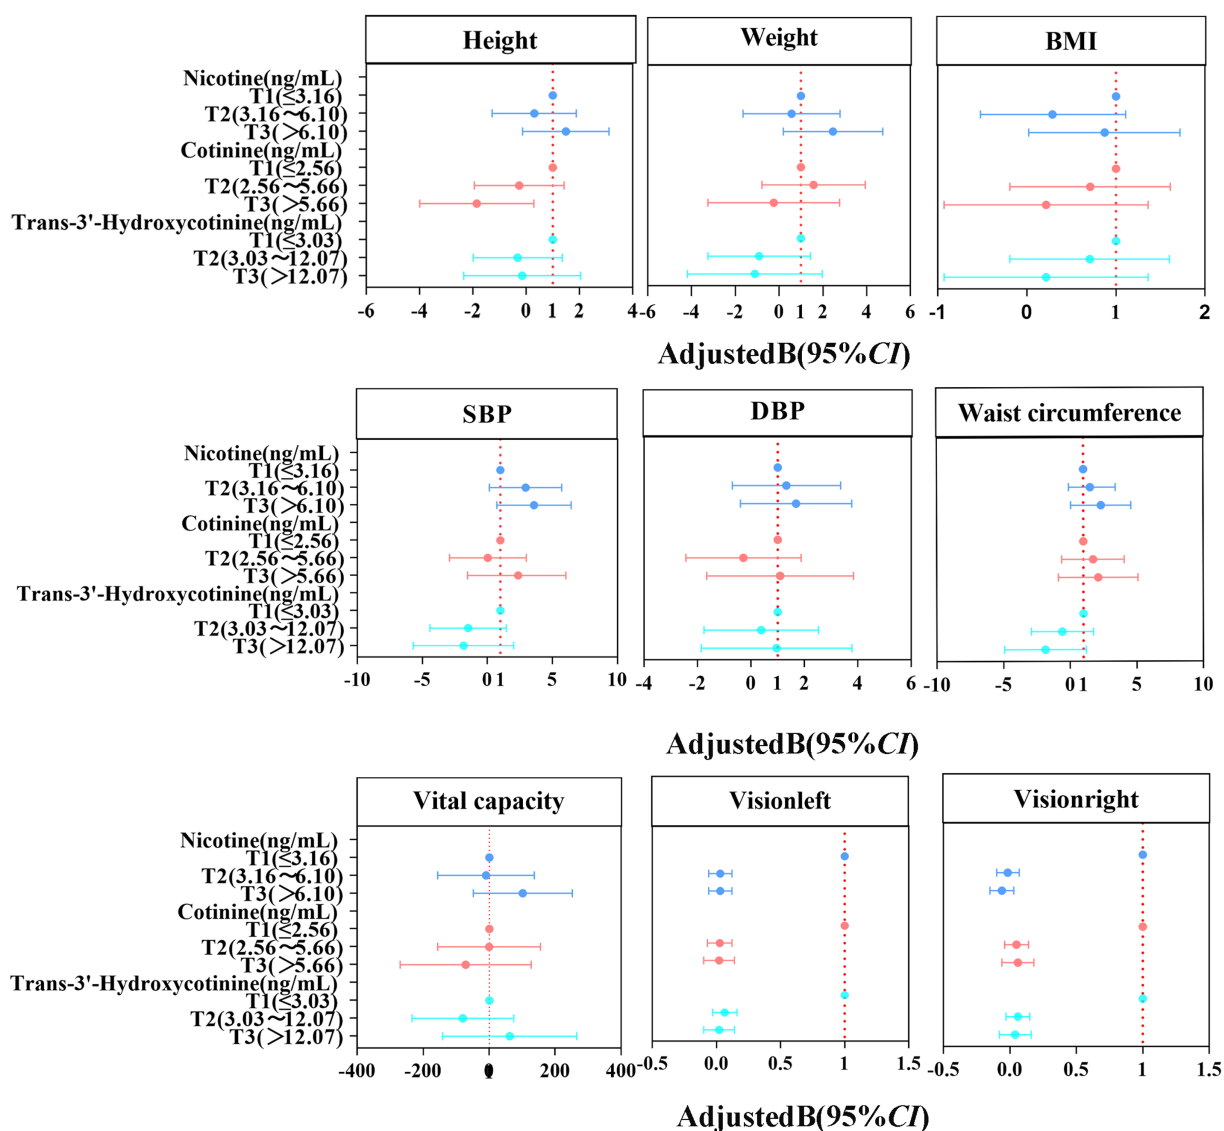 Height Weight BMI
Nicotine(ng/mL)
T1(≤3.16)
T2(3.16~6.10)
T3(>6.10)
Cotinine(ng/mL)
T1(≤2.56)
T2(2.56~5.66)
T3(>5.66)
Trans-3'-Hydroxycotinine(ng/mL)
T1(≤3.03)
T2(3.03~12.07)
T3(>12.07)
-6 -4 -2 0 1 2 4 -6 -4 -2 0 1 2 4 6 -1 0 1 2
AdjustedB(95%CI)
SBP DBP Waist circumference
Nicotine(ng/mL)
T1(≤3.16)
T2(3.16~6.10)
T3(>6.10)
Cotinine(ng/mL)
T1(≤2.56)
T2(2.56~5.66)
T3(>5.66)
Trans-3'-Hydroxycotinine(ng/mL)
T1(≤3.03)
T2(3.03~12.07)
T3(>12.07)
-10 -5 0 1 5 10 -4 -2 0 1 2 4 6 -10 -5 0 1 5 10
AdjustedB(95%CI)
Vital capacity Visionleft Visionright
Nicotine(ng/mL)
T1(≤3.16)
T2(3.16~6.10)
T3(>6.10)
Cotinine(ng/mL)
T1(≤2.56)
T2(2.56~5.66)
T3(>5.66)
Trans-3'-Hydroxycotinine(ng/mL)
T1(≤3.03)
T2(3.03~12.07)
T3(>12.07)
-400 -200 0 200 400 -0.5 0.0 0.5 1 1.5 -0.5 0.0 0.5 1 1.5
AdjustedB(95%CI)